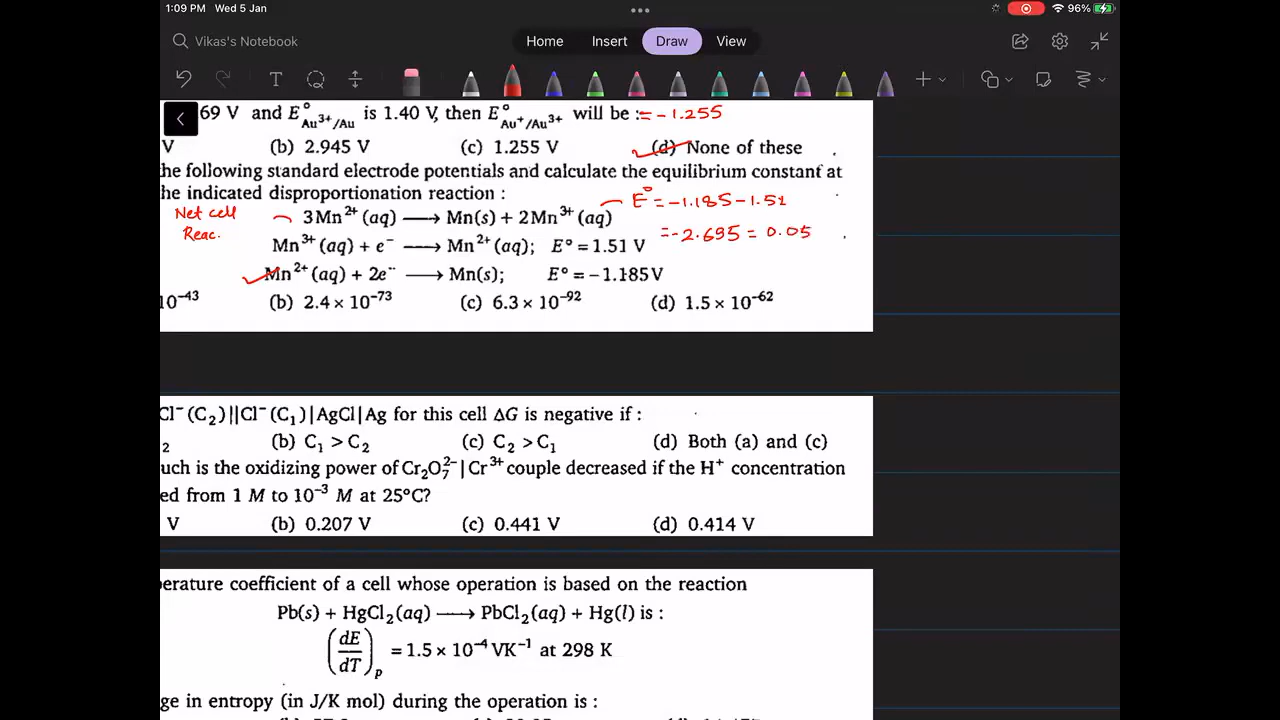 1:09 PM Wed 5 Jan
96%
Vikas's Notebook
Home Insert Draw View
69 V and E°Au³⁺/Au is 1.40 V, then E°Au⁺/Au³⁺ will be : = -1.255
V (b) 2.945 V (c) 1.255 V (d) None of these
he following standard electrode potentials and calculate the equilibrium constant at
he indicated disproportionation reaction :
E° = -1.185 - 1.51
Net cell Reac.
3Mn²⁺(aq) ⟶ Mn(s) + 2Mn³⁺(aq)
= -2.695 = 0.05
Mn³⁺(aq) + e⁻ ⟶ Mn²⁺(aq); E° = 1.51 V
Mn²⁺(aq) + 2e⁻ ⟶ Mn(s); E° = -1.185 V
10⁻⁴³ (b) 2.4 × 10⁻⁷³ (c) 6.3 × 10⁻⁹² (d) 1.5 × 10⁻⁶²
Cl⁻(C₂)||Cl⁻(C₁)|AgCl|Ag for this cell ΔG is negative if :
₂ (b) C₁ > C₂ (c) C₂ > C₁ (d) Both (a) and (c)
uch is the oxidizing power of Cr₂O₇²⁻|Cr³⁺ couple decreased if the H⁺ concentration
ed from 1 M to 10⁻³ M at 25°C?
V (b) 0.207 V (c) 0.441 V (d) 0.414 V
perature coefficient of a cell whose operation is based on the reaction
Pb(s) + HgCl₂(aq) ⟶ PbCl₂(aq) + Hg(l) is :
(dE/dT)p = 1.5 × 10⁻⁴ VK⁻¹ at 298 K
ge in entropy (in J/K mol) during the operation is :